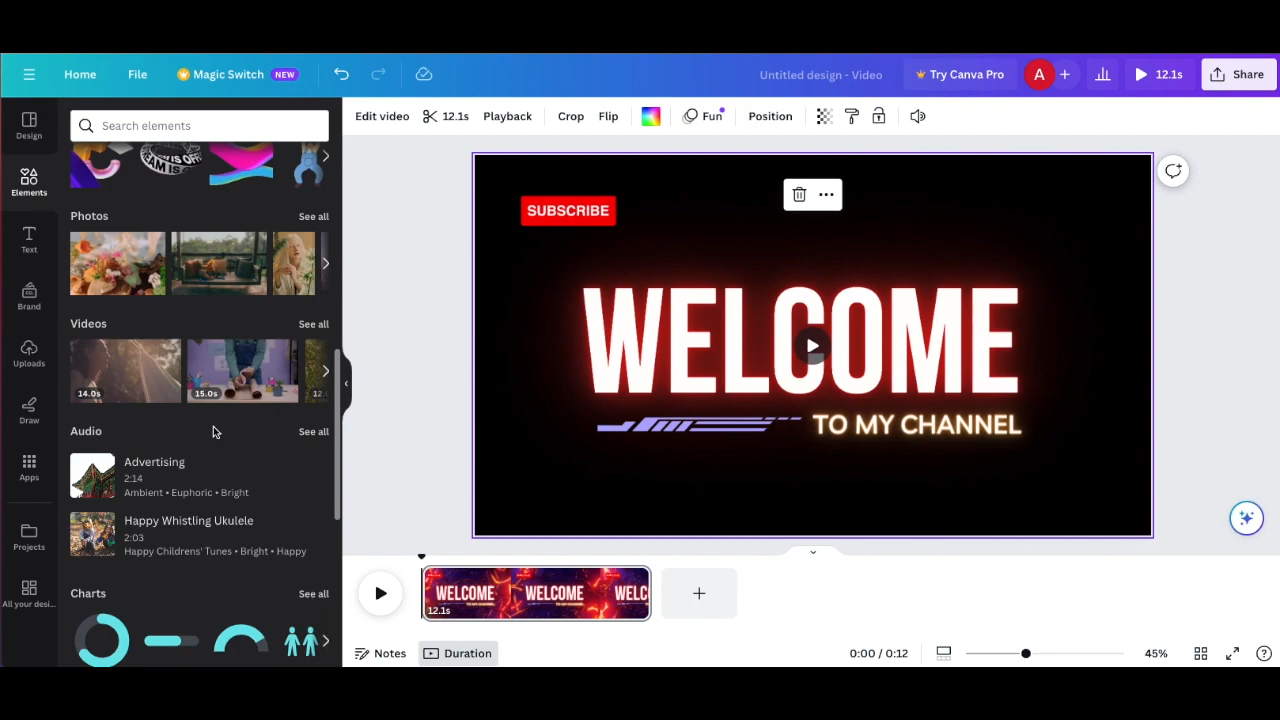 Home File Magic Switch NEW Untitled design - Video Try Canva Pro A 12.1s Share
Design
Elements
Text
Brand
Uploads
Draw
Apps
Projects
All your desi...
Search elements
Photos See all
Videos See all
14.0s 15.0s
Audio See all
Advertising
2:14
Ambient • Euphoric • Bright
Happy Whistling Ukulele
2:03
Happy Childrens' Tunes • Bright • Happy
Charts See all
Edit video 12.1s Playback Crop Flip Fun Position
SUBSCRIBE
WELCOME
TO MY CHANNEL
WELCOME WELCOME WELC
12.1s
Notes Duration 0:00 / 0:12 45%